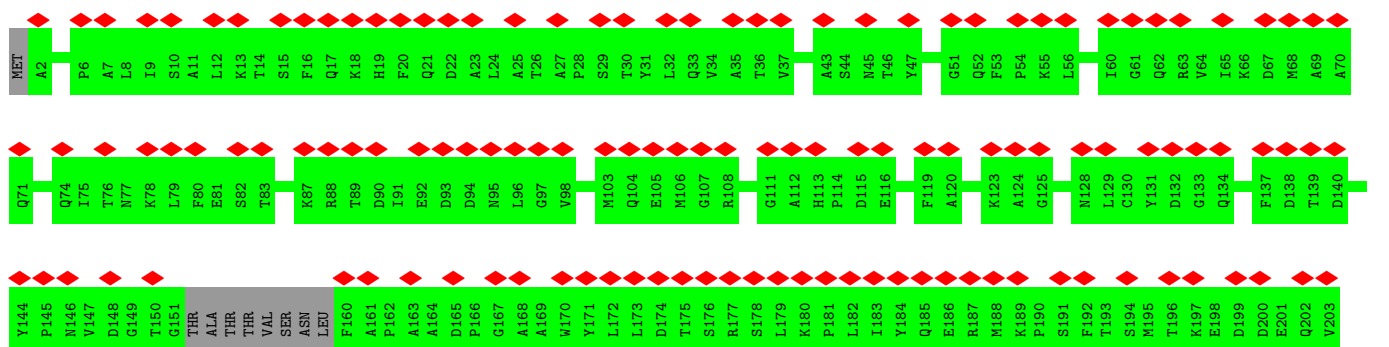 MET A2 P6 A7 L8 I9 S10 A11 L12 K13 T14 S15 F16 Q17 K18 H19 F20 Q21 D22 A23 L24 A25 T26 A27 P28 S29 T30 Y31 L32 Q33 V34 A35 T36 V37 A43 S44 N45 T46 Y47 G51 Q52 F53 P54 K55 L56 I60 G61 Q62 R63 V64 I65 K66 D67 M68 A69 A70
Q71 Q74 I75 T76 N77 K78 L79 F80 E81 S82 T83 K87 R88 T89 D90 I91 E92 D93 D94 N95 L96 G97 V98 M103 Q104 E105 M106 G107 R108 G111 A112 H113 P114 D115 E116 F119 A120 K123 A124 G125 N128 L129 C130 Y131 D132 G133 Q134 F137 D138 T139 D140
Y144 P145 N146 V147 D148 G149 T150 G151 THR ALA THR THR VAL SER ASN LEU F160 A161 P162 A163 A164 D165 P166 G167 A168 A169 W170 Y171 L172 L173 D174 T175 S176 R177 S178 L179 K180 P181 L182 I183 Y184 Q185 E186 R187 M188 K189 P190 S191 F192 T193 S194 M195 T196 K197 E198 D199 D200 E201 Q202 V203